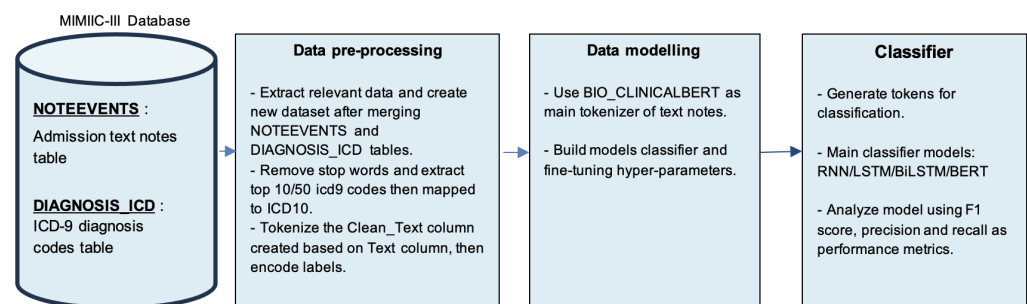 MIMIIC-III Database
NOTEEVENTS :
Admission text notes
table
DIAGNOSIS_ICD :
ICD-9 diagnosis
codes table
Data pre-processing
- Extract relevant data and create
new dataset after merging
NOTEEVENTS and
DIAGNOSIS_ICD tables.
- Remove stop words and extract
top 10/50 icd9 codes then mapped
to ICD10.
- Tokenize the Clean_Text column
created based on Text column, then
encode labels.
Data modelling
- Use BIO_CLINICALBERT as
main tokenizer of text notes.
- Build models classifier and
fine-tuning hyper-parameters.
Classifier
- Generate tokens for
classification.
- Main classifier models:
RNN/LSTM/BiLSTM/BERT
- Analyze model using F1
score, precision and recall as
performance metrics.